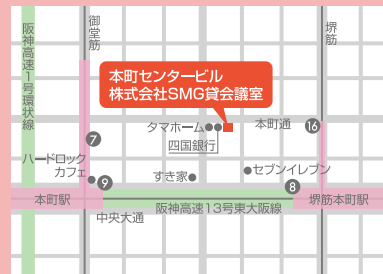 阪神高速1号環状線
御堂筋
堺筋
本町センタービル
株式会社SMG貸会議室
タマホーム
四国銀行
本町通
16
7
ハードロック
カフェ
9
すき家
セブンイレブン
8
本町駅
阪神高速13号東大阪線
堺筋本町駅
中央大通